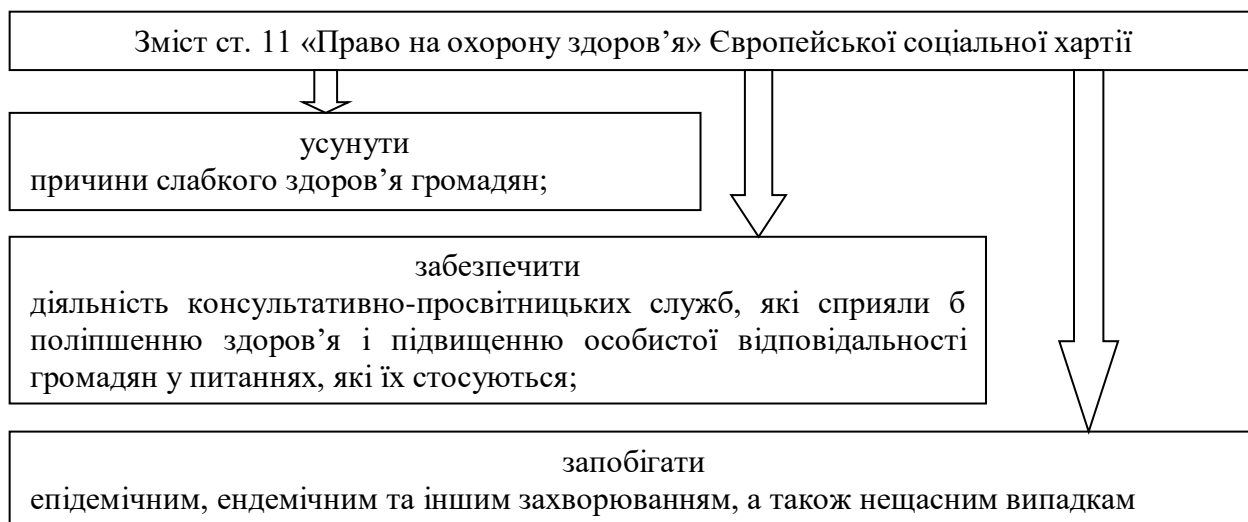 Зміст ст. 11 «Право на охорону здоров’я» Європейської соціальної хартії
усунути
причини слабкого здоров’я громадян;
забезпечити
діяльність консультативно-просвітницьких служб, які сприяли б
поліпшенню здоров’я і підвищенню особистої відповідальності
громадян у питаннях, які їх стосуються;
запобігати
епідемічним, ендемічним та іншим захворюванням, а також нещасним випадкам